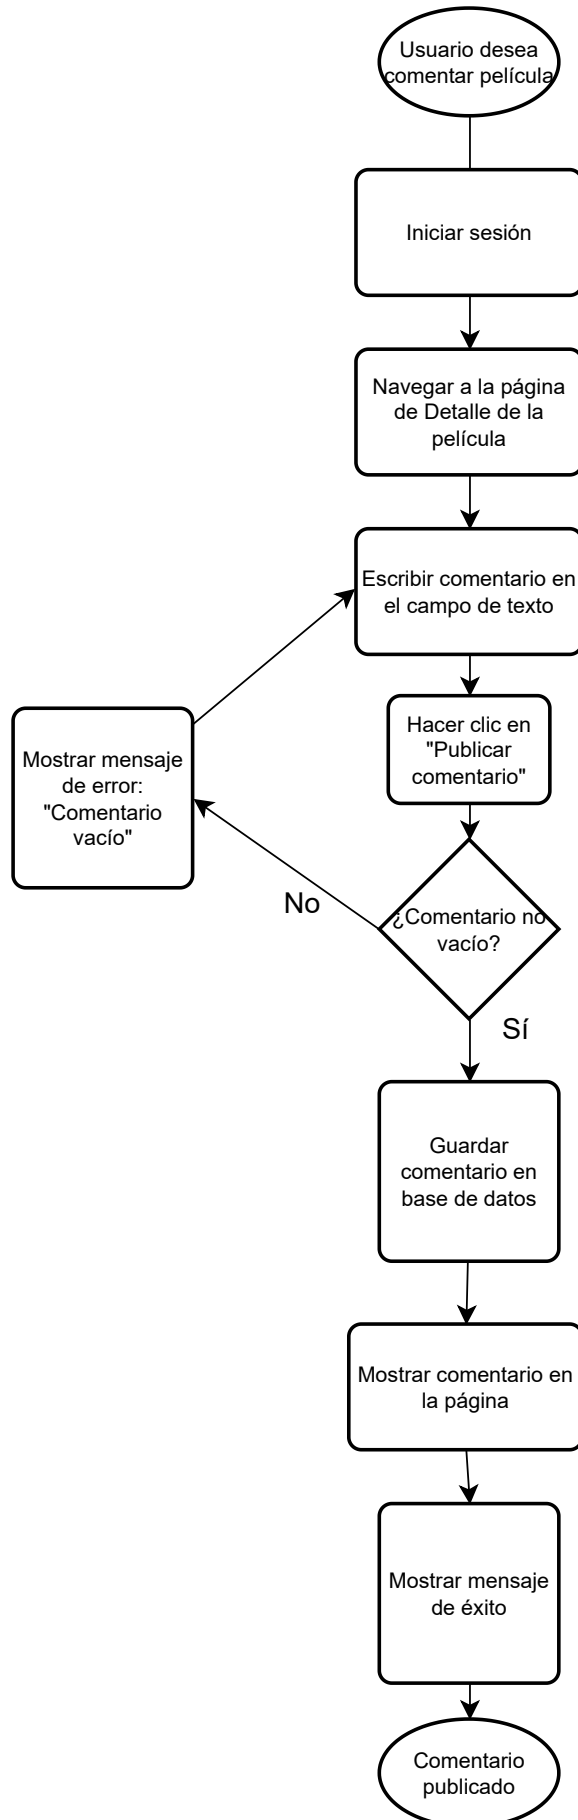 Usuario desea
comentar película
Iniciar sesión
Navegar a la página
de Detalle de la
película
Escribir comentario en
el campo de texto
Hacer clic en
"Publicar
comentario"
Mostrar mensaje
de error:
"Comentario
vacío"
No
¿Comentario no
vacío?
Sí
Guardar
comentario en
base de datos
Mostrar comentario en
la página
Mostrar mensaje
de éxito
Comentario
publicado